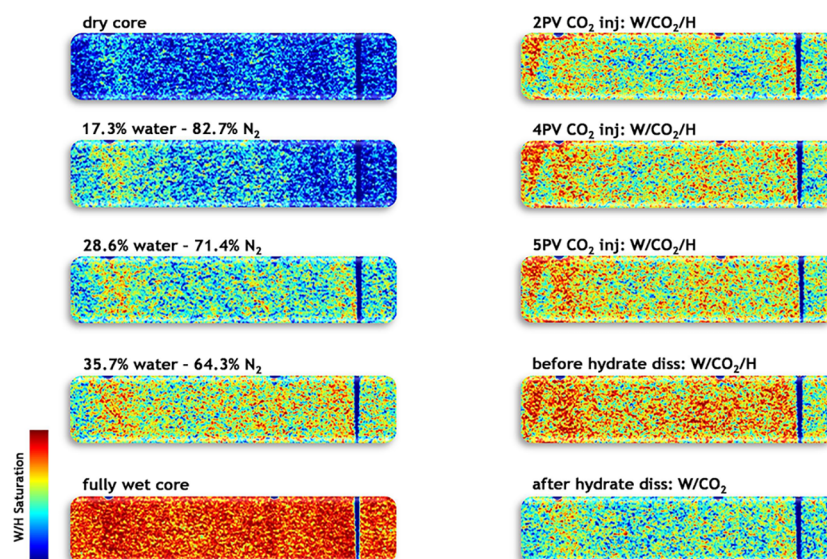 dry core
17.3% water - 82.7% N₂
28.6% water - 71.4% N₂
35.7% water - 64.3% N₂
fully wet core
W/H Saturation
2PV CO₂ inj: W/CO₂/H
4PV CO₂ inj: W/CO₂/H
5PV CO₂ inj: W/CO₂/H
before hydrate diss: W/CO₂/H
after hydrate diss: W/CO₂